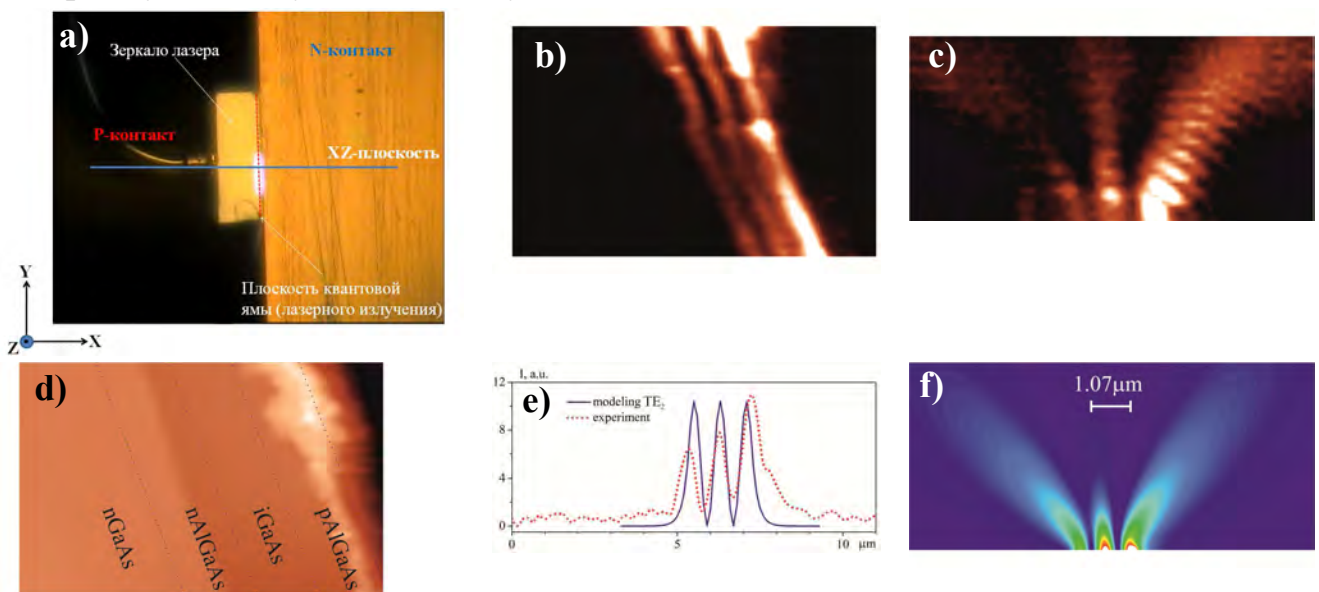 a)
Зеркало лазера
N-контакт
P-контакт
XZ-плоскость
Плоскость квантовой
ямы (лазерного излучения)
Y
Z
X
b)
c)
d)
nGaAs
nAlGaAs
iGaAs
pAlGaAs
e)
I, a.u.
12
8
4
0
modeling TE₂
experiment
0
5
10
μm
f)
1.07μm